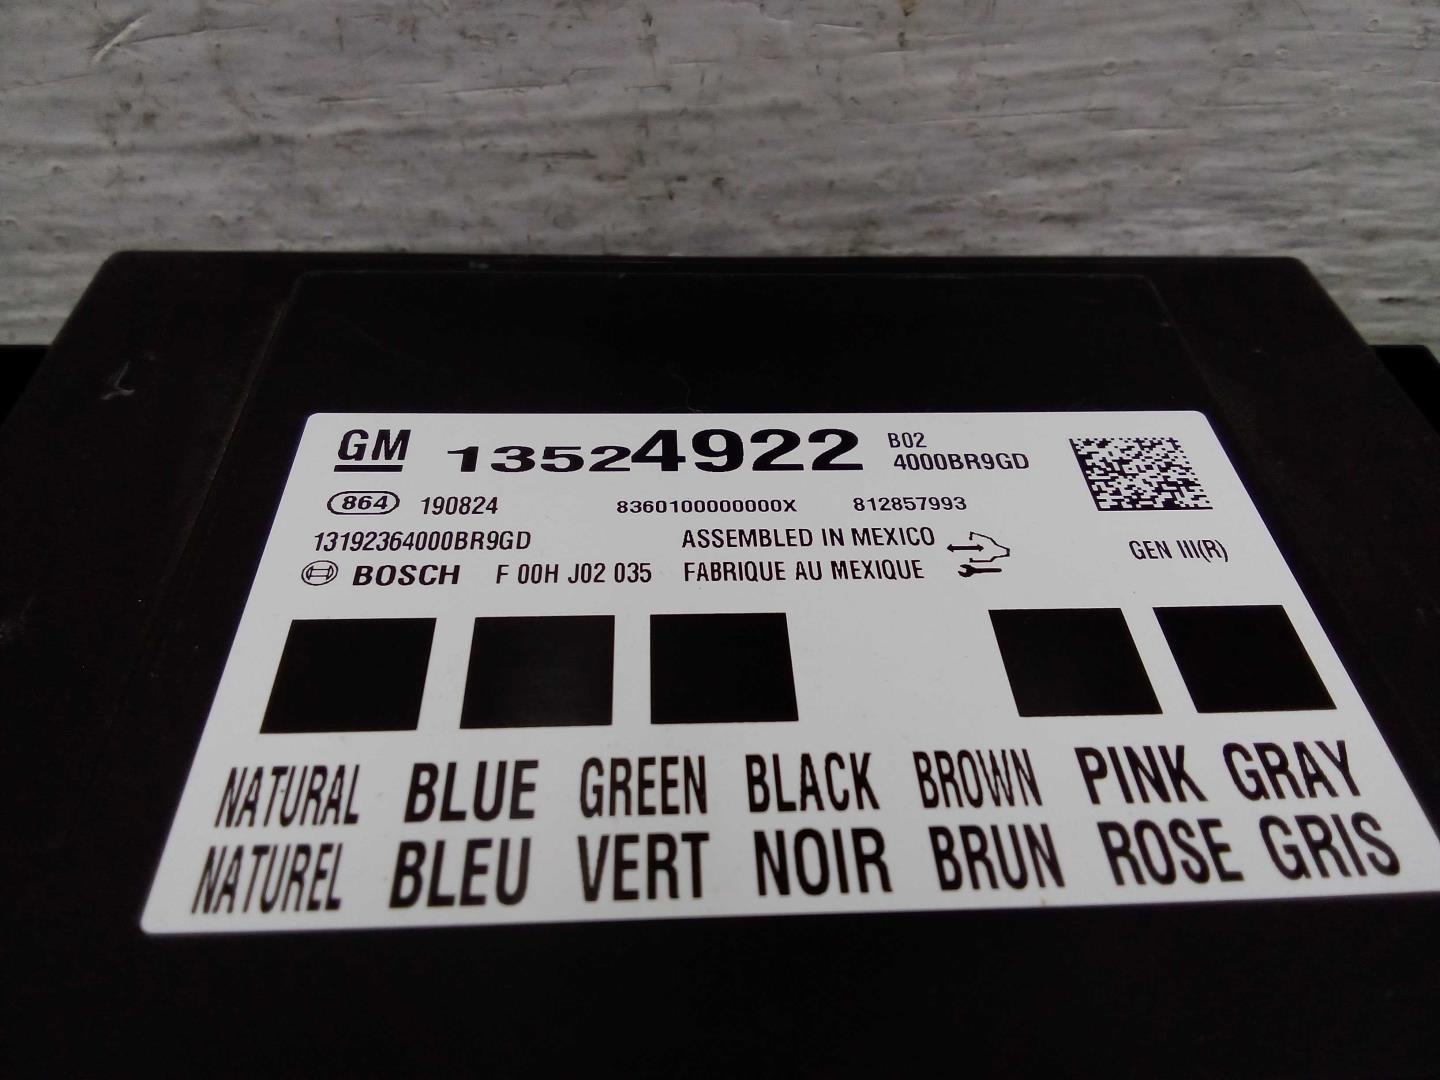 GM 13524922 B02
4000BR9GD
864 190824 8360100000000X 812857993
13192364000BR9GD ASSEMBLED IN MEXICO
GEN III(R)
BOSCH F 00H J02 035 FABRIQUE AU MEXIQUE
NATURAL BLUE GREEN BLACK BROWN PINK GRAY
NATUREL BLEU VERT NOIR BRUN ROSE GRIS